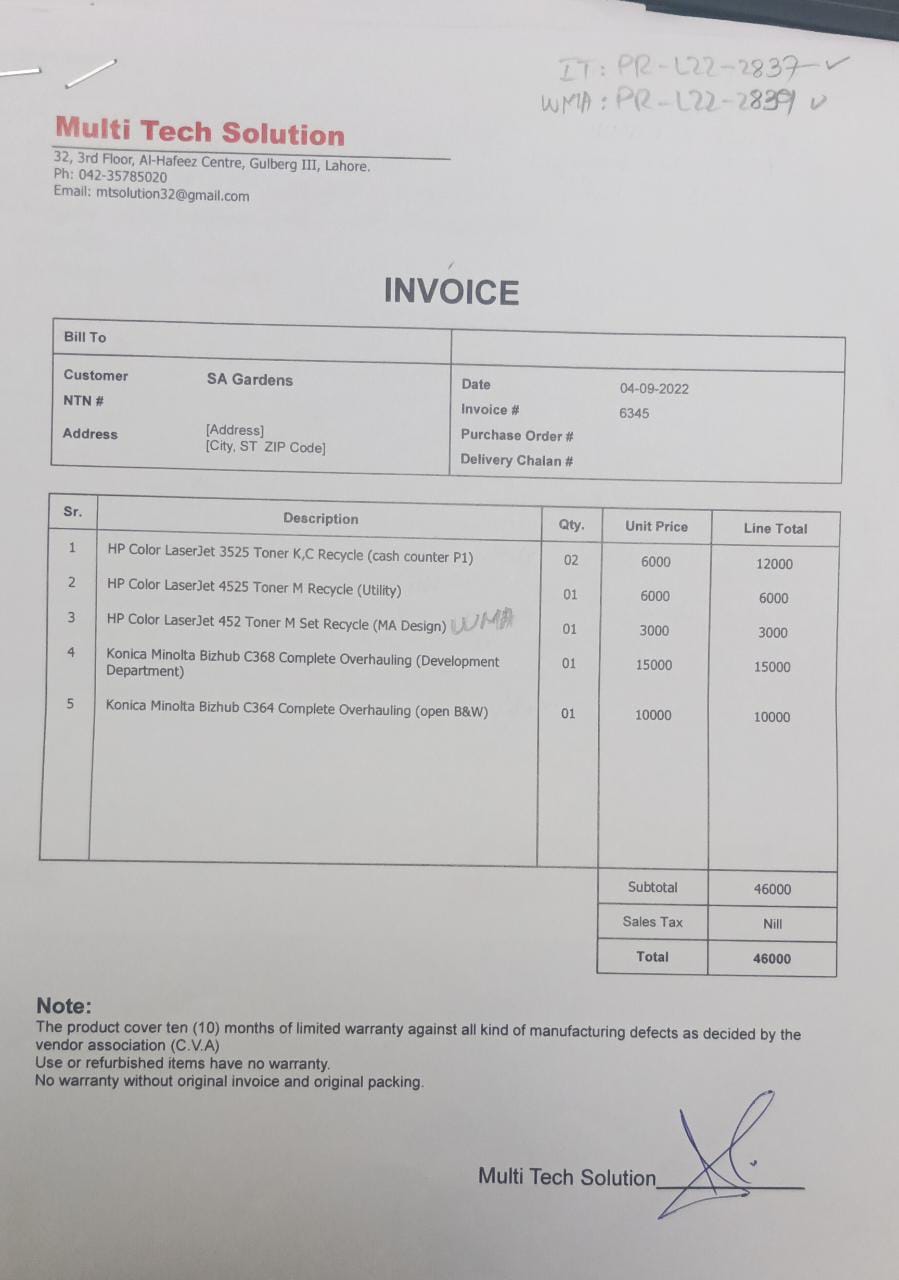 IT: PR-L22-2837 ✓
WMA: PR-L22-2839 ✓
Multi Tech Solution
32, 3rd Floor, Al-Hafeez Centre, Gulberg III, Lahore.
Ph: 042-35785020
Email: mtsolution32@gmail.com
INVOICE
Bill To
Customer SA Gardens
NTN #
Address [Address]
[City, ST ZIP Code]
Date 04-09-2022
Invoice # 6345
Purchase Order #
Delivery Chalan #
Sr. Description Qty. Unit Price Line Total
1 HP Color LaserJet 3525 Toner K,C Recycle (cash counter P1) 02 6000 12000
2 HP Color LaserJet 4525 Toner M Recycle (Utility) 01 6000 6000
3 HP Color LaserJet 452 Toner M Set Recycle (MA Design) WMA 01 3000 3000
4 Konica Minolta Bizhub C368 Complete Overhauling (Development 01 15000 15000
Department)
5 Konica Minolta Bizhub C364 Complete Overhauling (open B&W) 01 10000 10000
Subtotal 46000
Sales Tax Nill
Total 46000
Note:
The product cover ten (10) months of limited warranty against all kind of manufacturing defects as decided by the
vendor association (C.V.A)
Use or refurbished items have no warranty.
No warranty without original invoice and original packing.
Multi Tech Solution